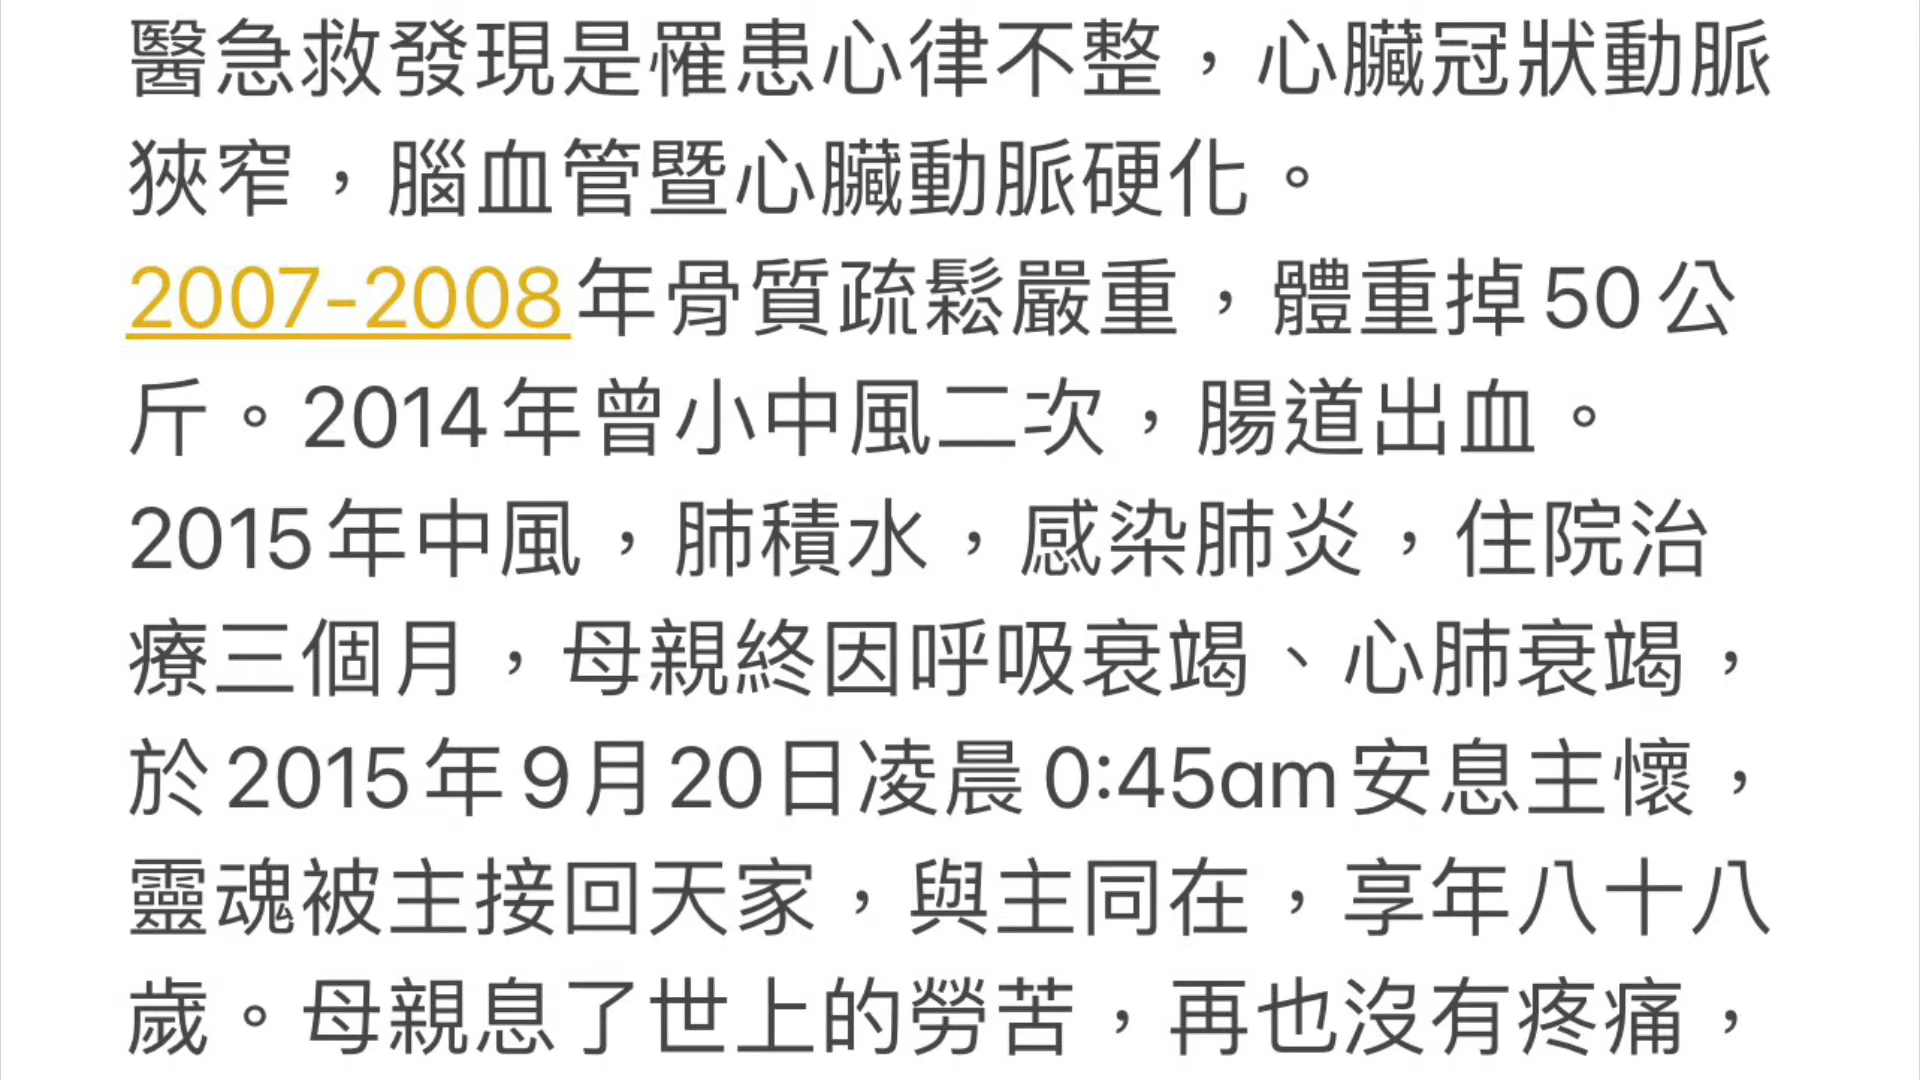 醫急救發現是罹患心律不整，心臟冠狀動脈
狹窄，腦血管暨心臟動脈硬化。
2007-2008年骨質疏鬆嚴重，體重掉50公
斤。2014年曾小中風二次，腸道出血。
2015年中風，肺積水，感染肺炎，住院治
療三個月，母親終因呼吸衰竭、心肺衰竭，
於2015年9月20日凌晨0:45am安息主懷，
靈魂被主接回天家，與主同在，享年八十八
歲。母親息了世上的勞苦，再也沒有疼痛，